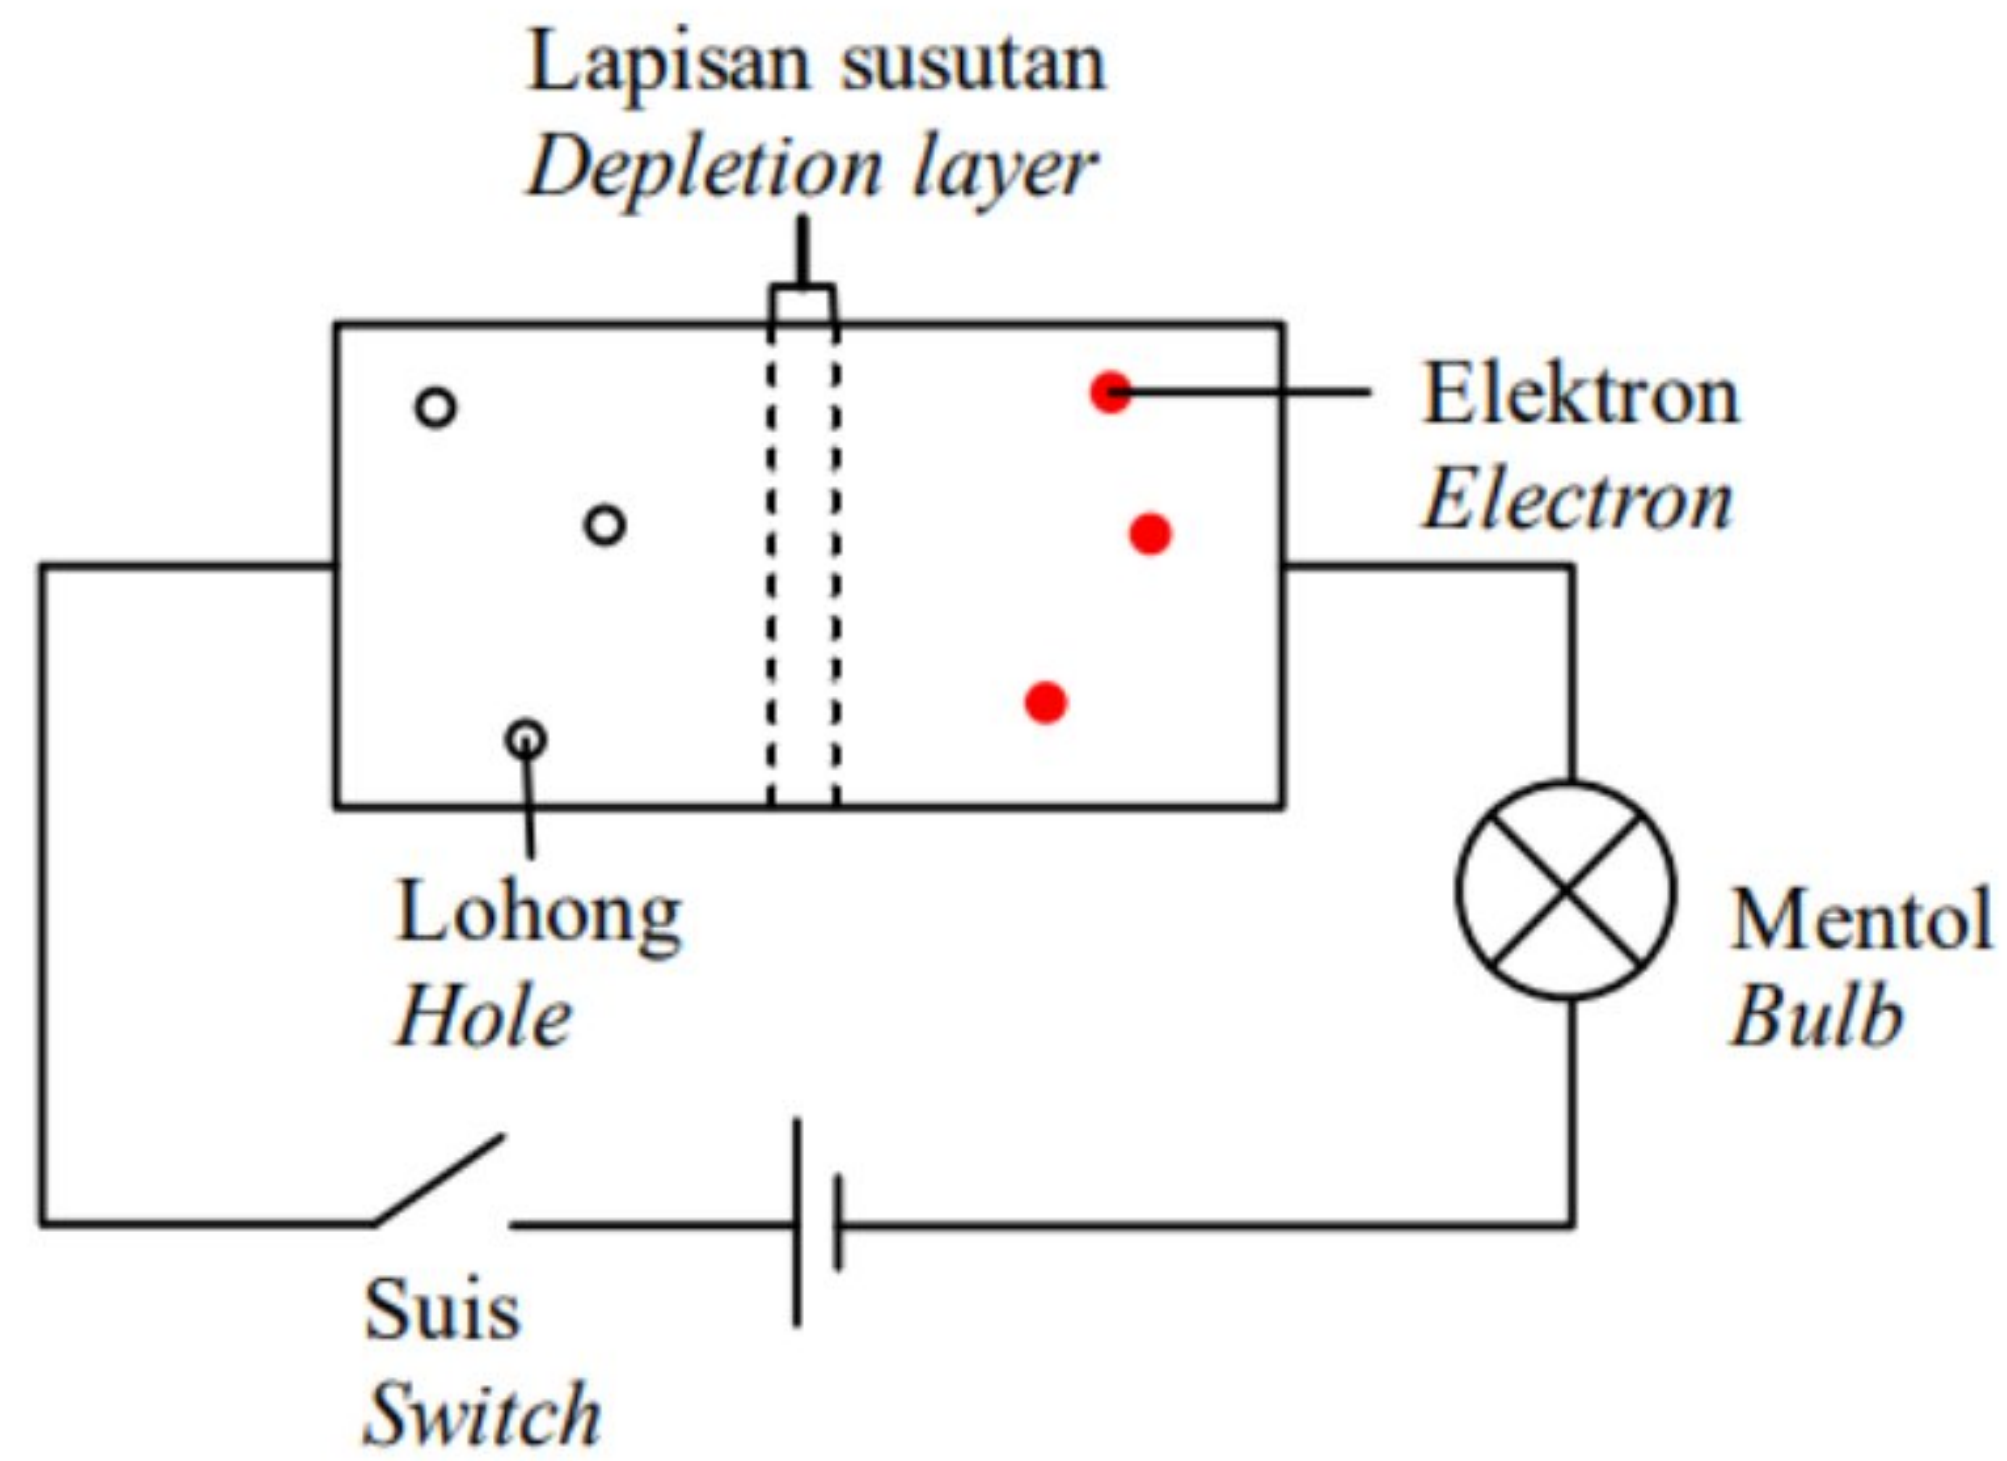 Lapisan susutan
Depletion layer
Elektron
Electron
Lohong
Hole
Mentol
Bulb
Suis
Switch